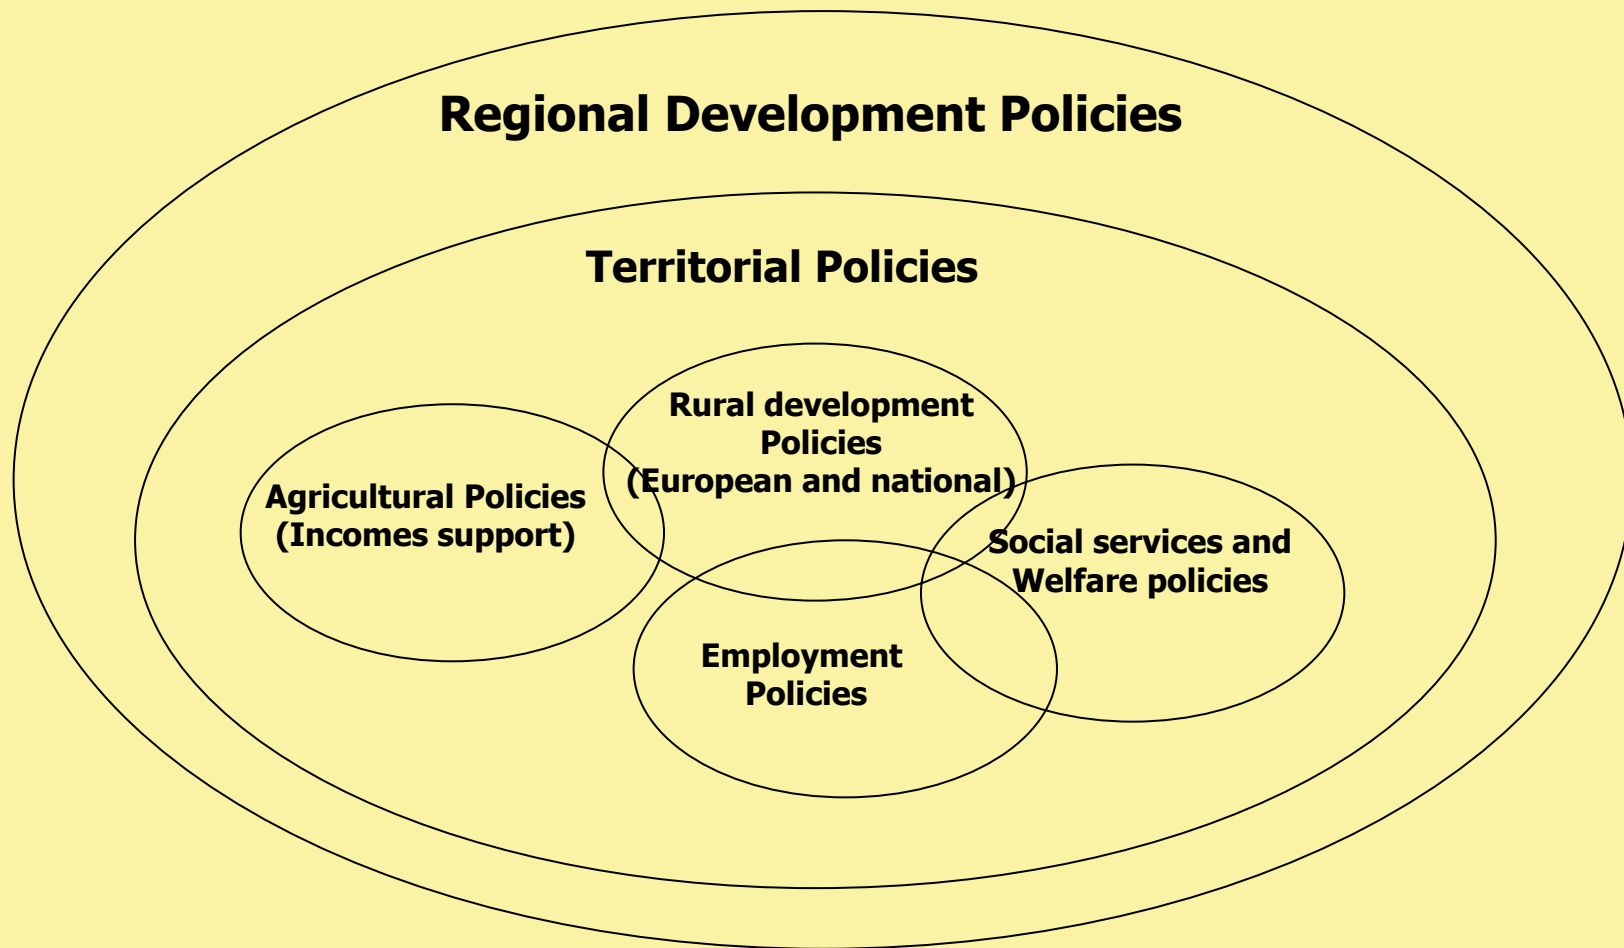 Regional Development Policies
Territorial Policies
Rural development
Policies
(European and national)
Agricultural Policies
(Incomes support)
Social services and
Welfare policies
Employment
Policies